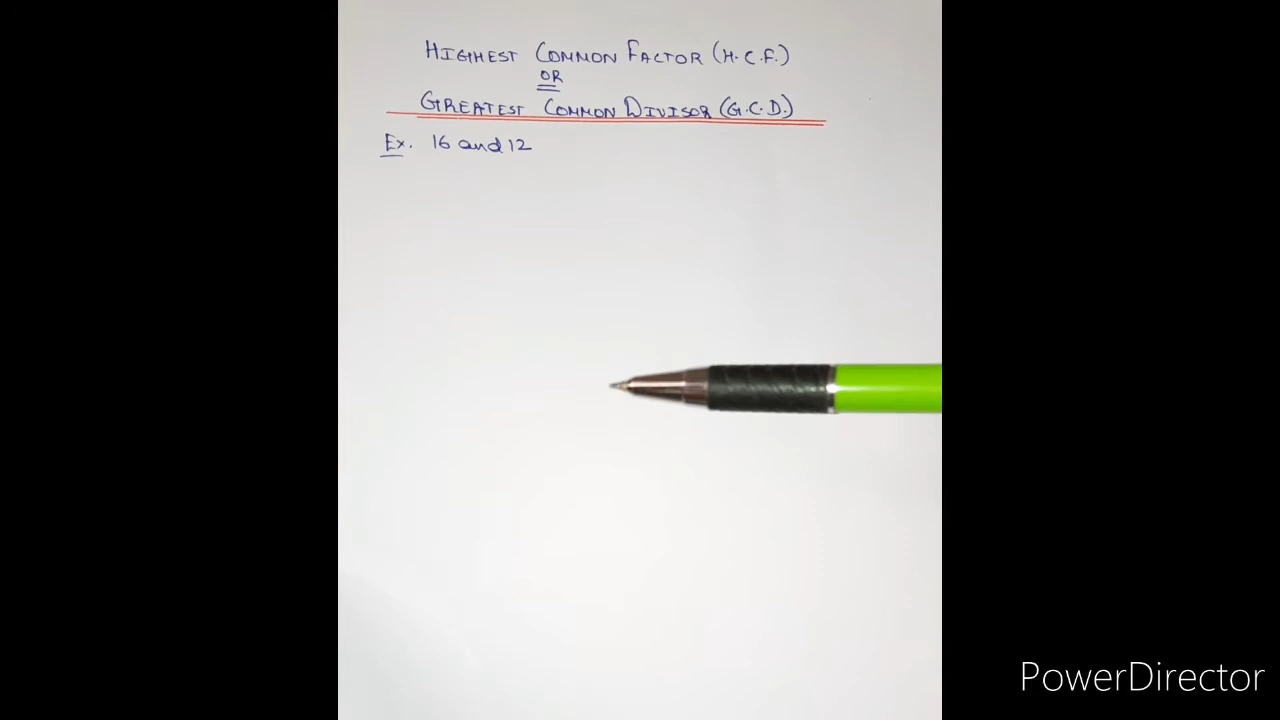 HIGHEST COMMON FACTOR (H.C.F.)
OR
GREATEST COMMON DIVISOR (G.C.D.)
Ex. 16 and 12
PowerDirector